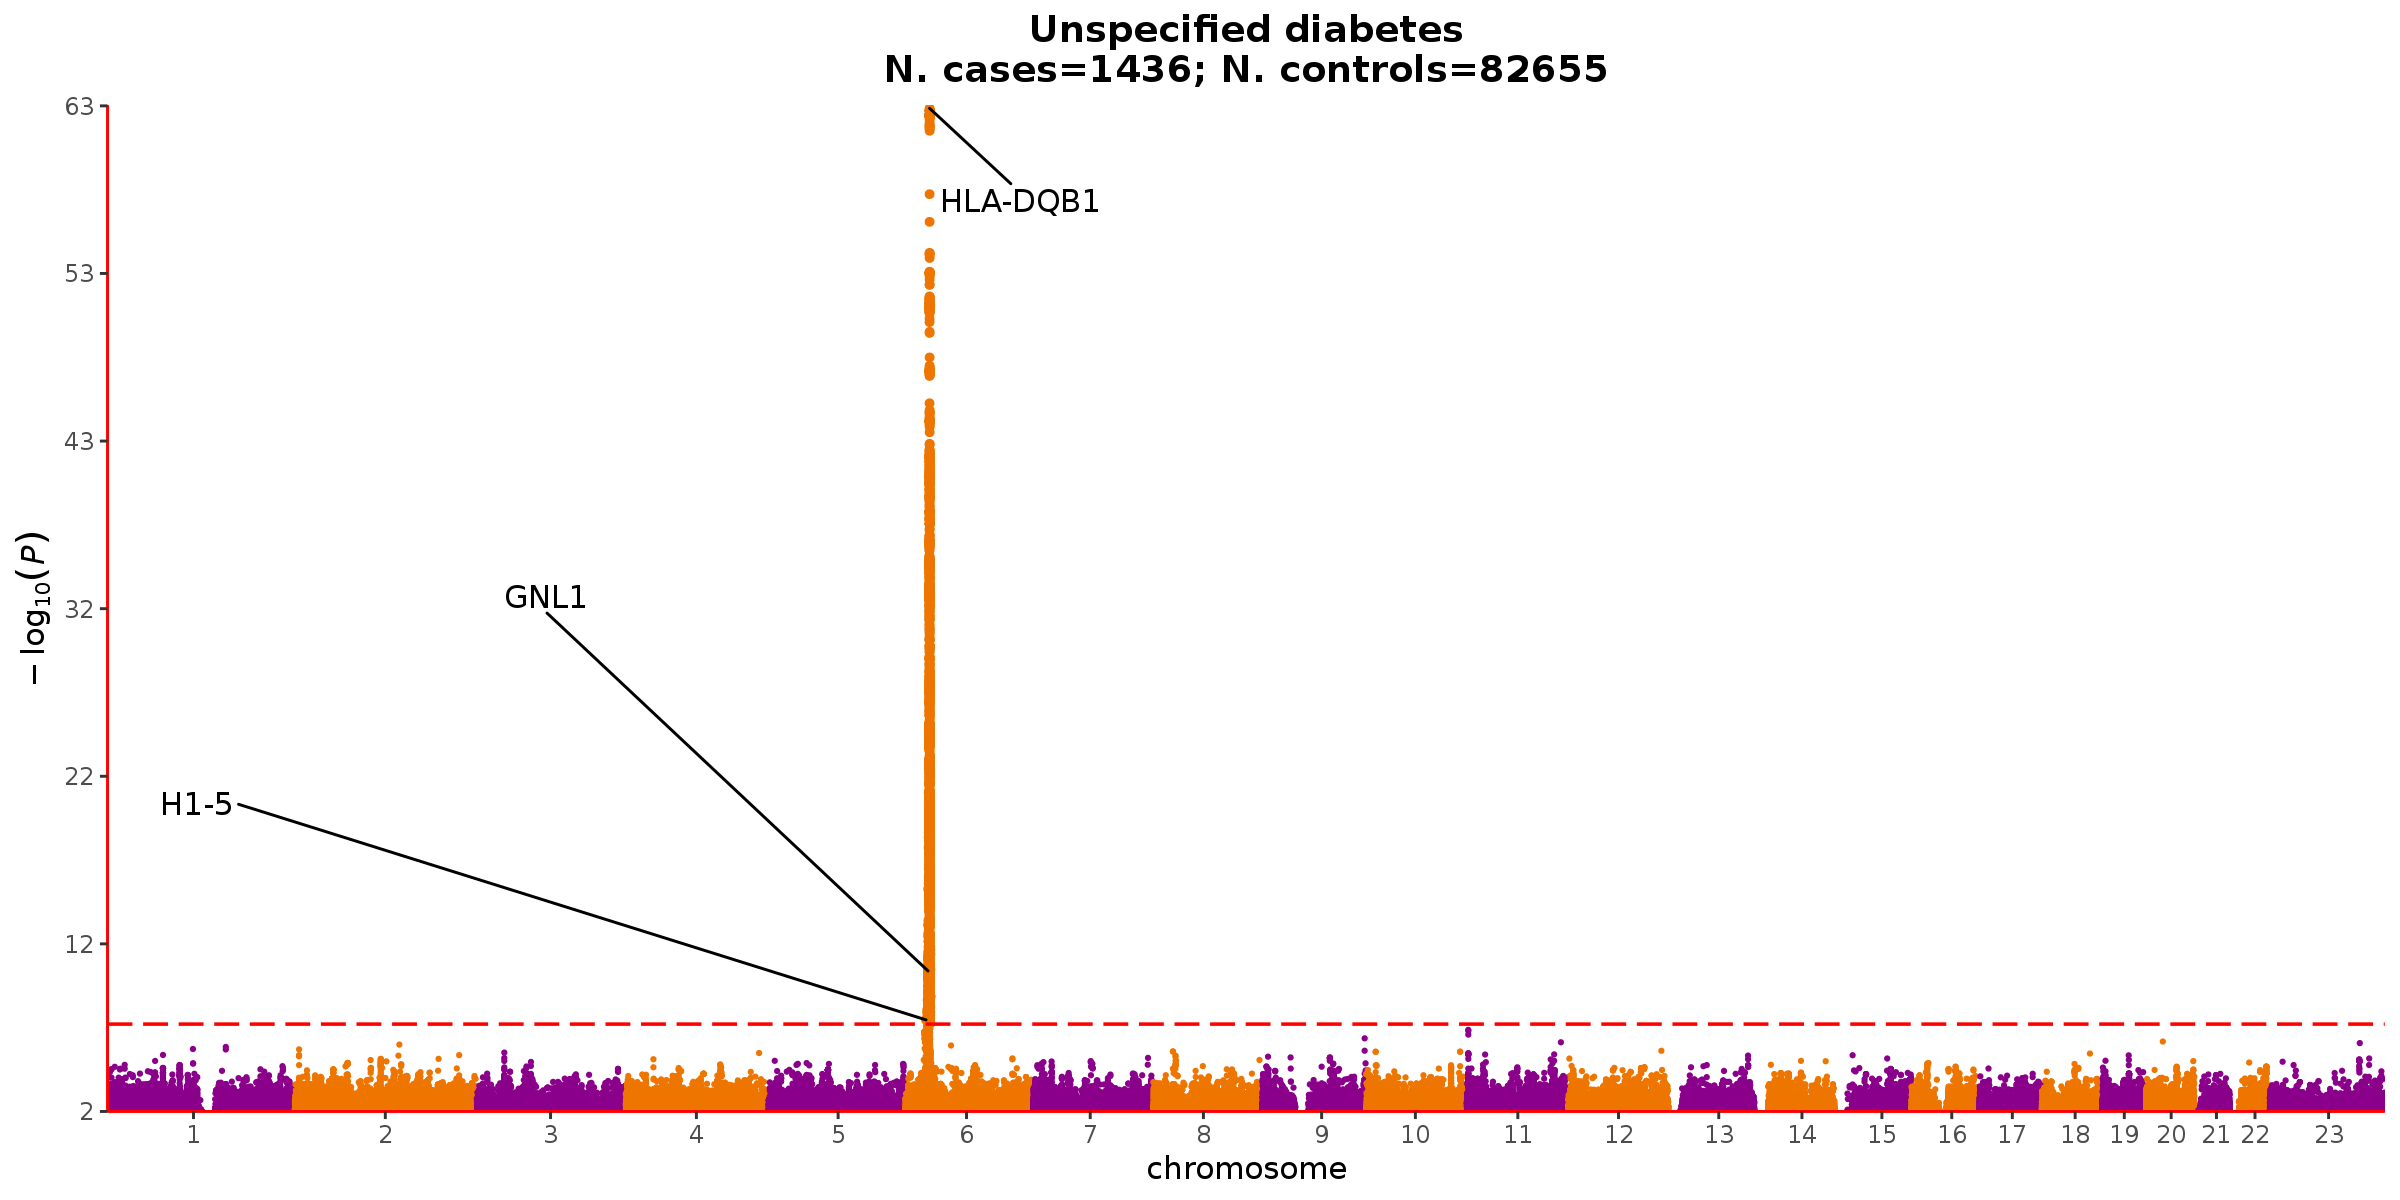 Unspecified diabetes
N. cases=1436; N. controls=82655
63
53
43
32
22
12
2
−log10(P)
HLA-DQB1
GNL1
H1-5
1 2 3 4 5 6 7 8 9 10 11 12 13 14 15 16 17 18 19 20 21 22 23
chromosome